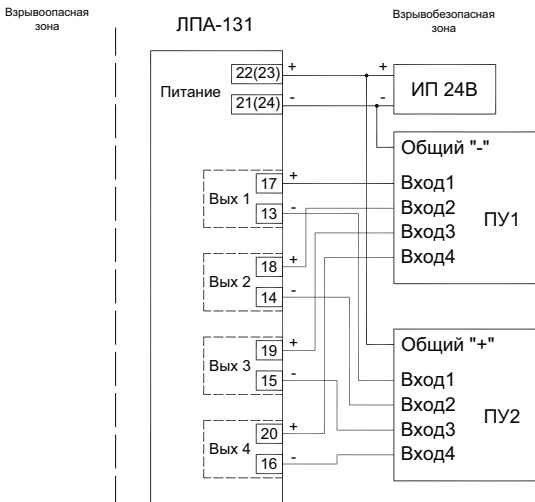 Взрывоопасная
зона
ЛПА-131
Взрывобезопасная
зона
Питание
22(23)
+
+
21(24)
-
-
ИП 24В
Общий "-"
Вых 1
17
+
13
-
Вход1
Вход2
Вход3
Вход4
ПУ1
Вых 2
18
+
14
-
Вых 3
19
+
15
-
Общий "+"
Вход1
Вход2
Вход3
Вход4
ПУ2
Вых 4
20
+
16
-